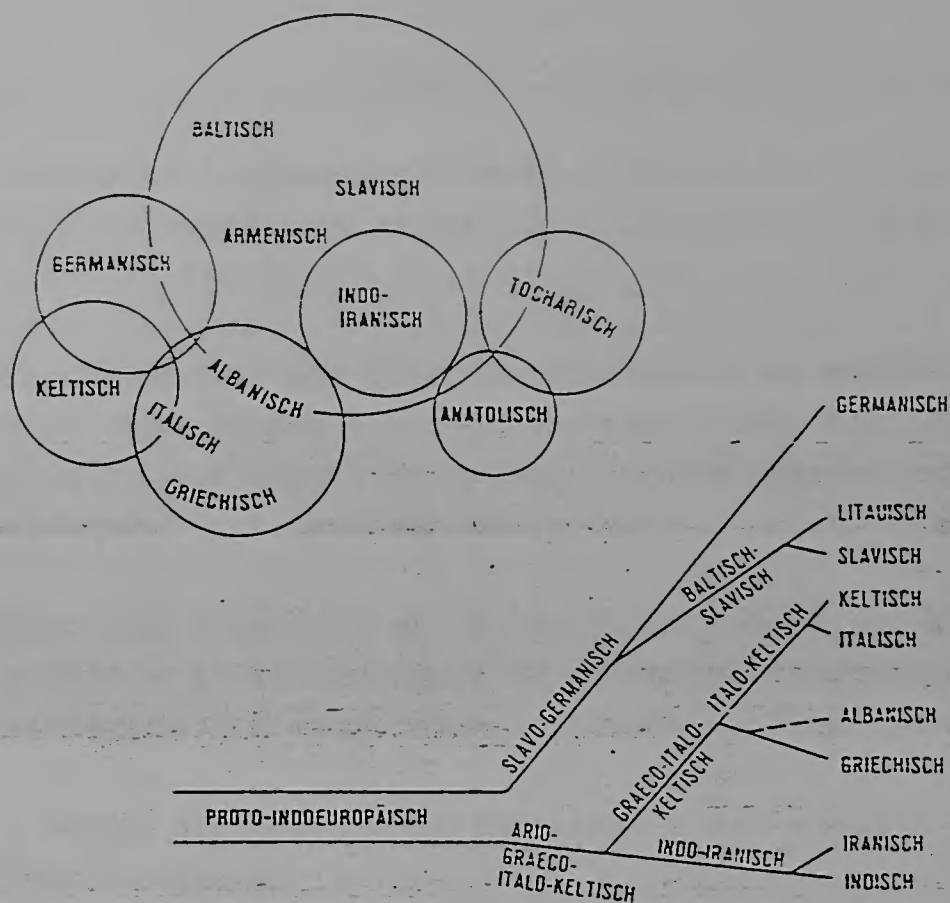 BALTISCH
SLAVISCH
ARMENISCH
GERMANISCH
INDO-
IRANISCH
TOCHARISCH
KELTISCH
ALBANISCH
ITALISCH
ANATOLISCH
GRIECHISCH
GERMANISCH
LITAUISCH
BALTISCH-
SLAVISCH
SLAVISCH
KELTISCH
ITALO-KELTISCH
ITALISCH
SLAVO-GERMANISCH
ALBANISCH
GRAECO-ITALO-
KELTISCH
GRIECHISCH
PROTO-INDOEUROPÄISCH
ARIO-
GRAECO-
ITALO-KELTISCH
INDO-IRANISCH
IRANISCH
INDISCH